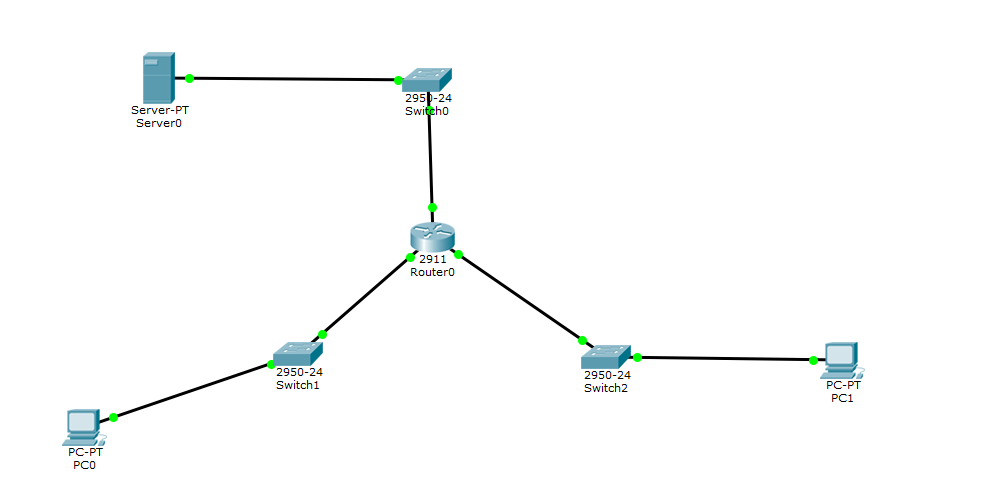 2950-24
Switch0
Server-PT
Server0
2911
Router0
2950-24
Switch1
2950-24
Switch2
PC-PT
PC1
PC-PT
PC0